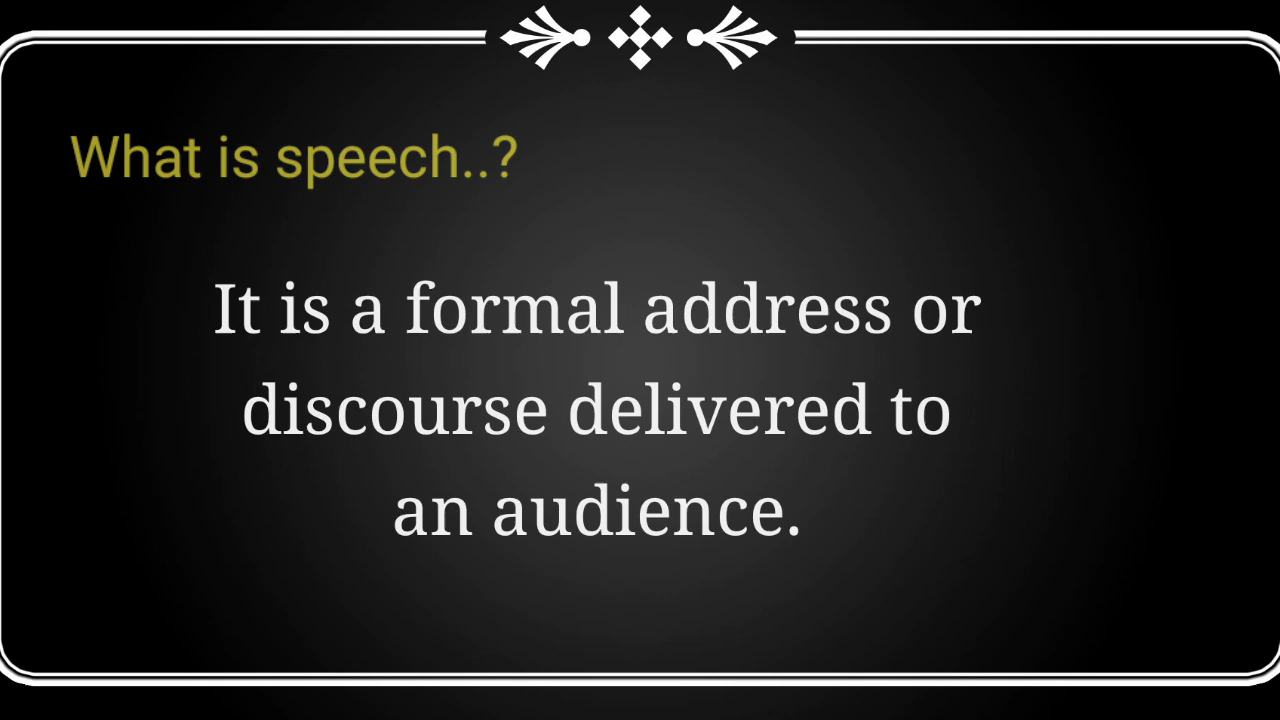 What is speech..?
It is a formal address or
discourse delivered to
an audience.